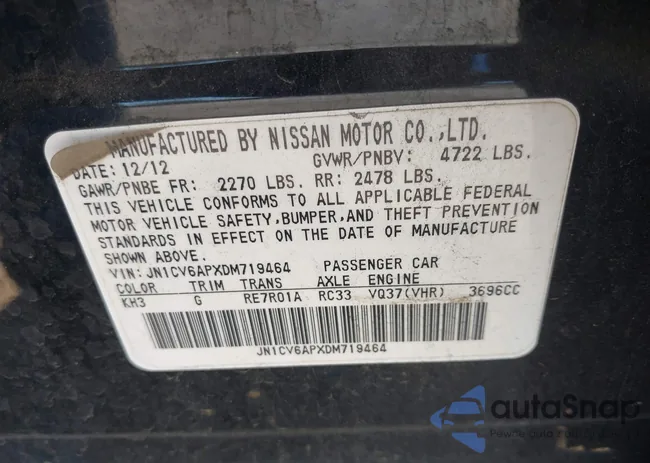 MANUFACTURED BY NISSAN MOTOR CO.,LTD.
DATE: 12/12 GVWR/PNBV: 4722 LBS.
GAWR/PNBE FR: 2270 LBS. RR: 2478 LBS.
THIS VEHICLE CONFORMS TO ALL APPLICABLE FEDERAL
MOTOR VEHICLE SAFETY,BUMPER,AND THEFT PREVENTION
STANDARDS IN EFFECT ON THE DATE OF MANUFACTURE
SHOWN ABOVE.
VIN: JN1CV6APXDM719464 PASSENGER CAR
COLOR TRIM TRANS AXLE ENGINE
KH3 G RE7R01A RC33 VQ37(VHR) 3696CC
JN1CV6APXDM719464
autaSnap
Pewne auta z